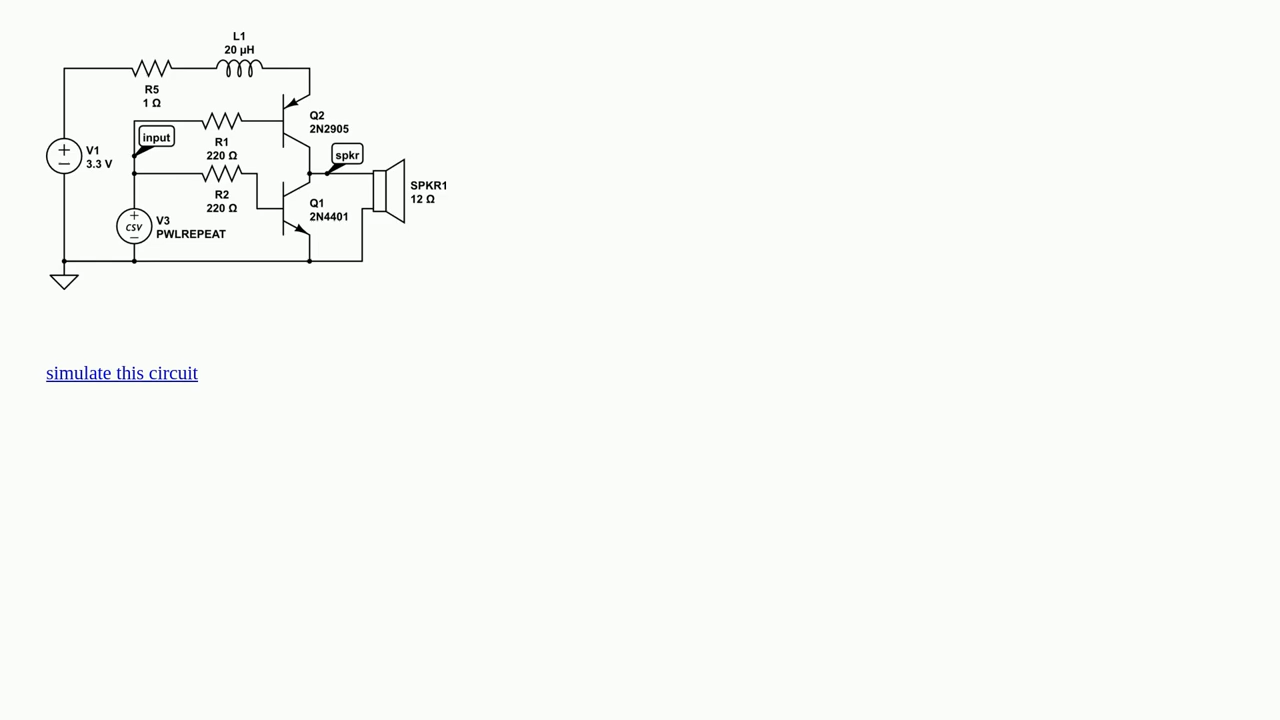 L1
20 µH
R5
1 Ω
Q2
2N2905
input
R1
220 Ω
V1
3.3 V
spkr
R2
220 Ω
SPKR1
12 Ω
Q1
2N4401
V3
PWLREPEAT
CSV
simulate this circuit